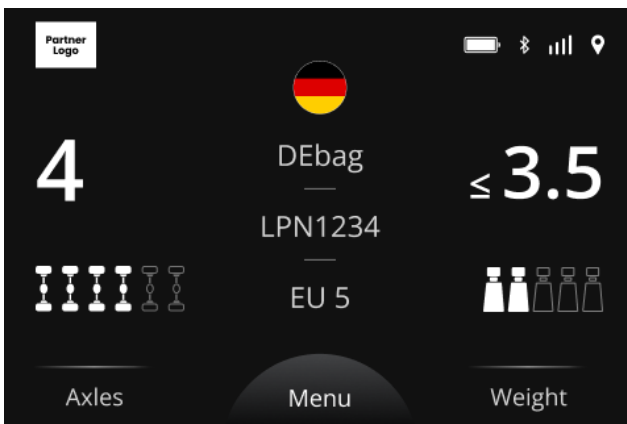 Partner
Logo
4
DEbag
≤ 3.5
LPN1234
EU 5
Axles
Menu
Weight